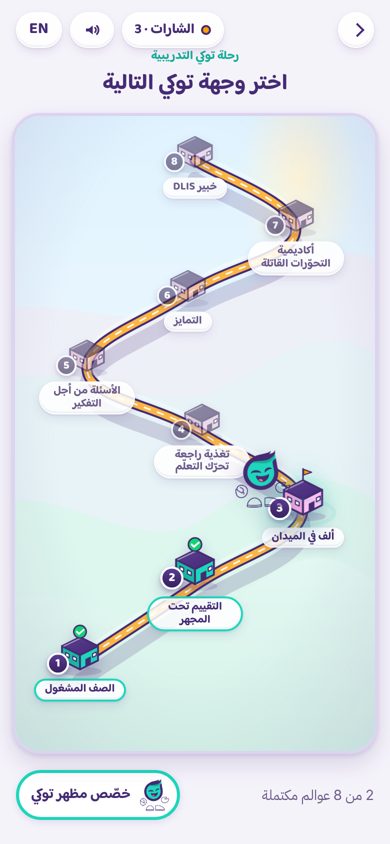 الشارات · 3
EN
رحلة توكي التدريبية
اختر وجهة توكي التالية
8
خبير DLIS
7
أكاديمية
التحوّرات القاتلة
6
التمايز
5
الأسئلة من أجل
التفكير
4
تغذية راجعة
تحرّك التعلّم
3
ألف في الميدان
2
التقييم تحت
المجهر
1
الصف المشغول
2 من 8 عوالم مكتملة
خصّص مظهر توكي